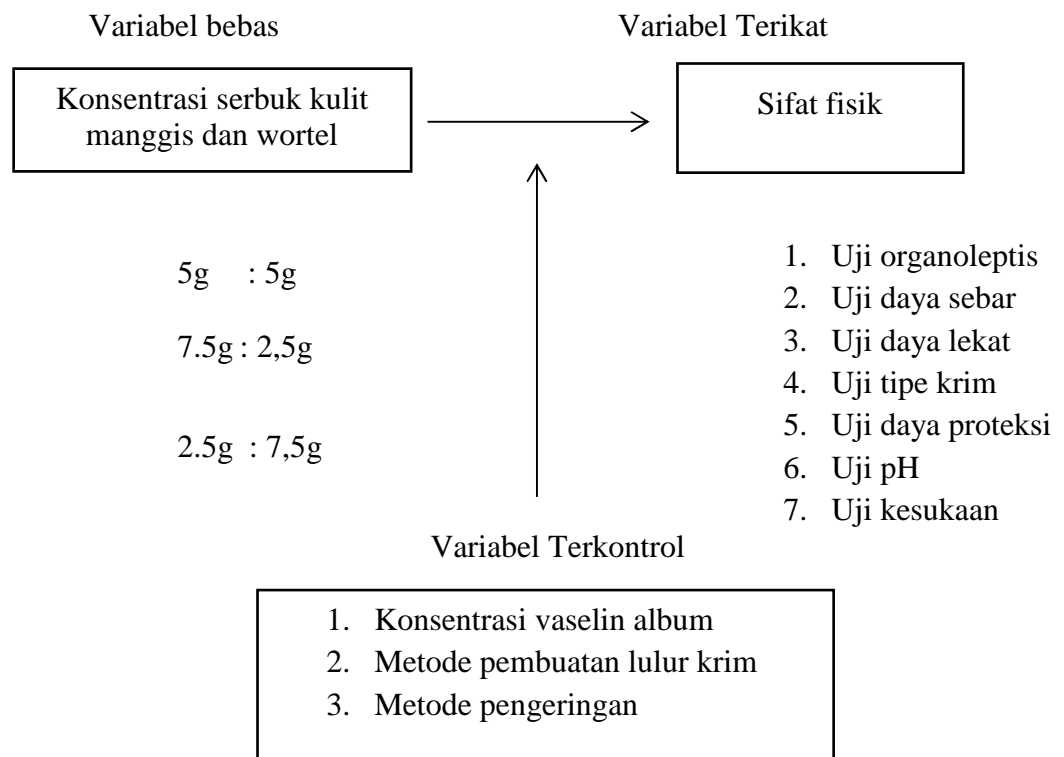 Variabel bebas
Variabel Terikat
Konsentrasi serbuk kulit
manggis dan wortel
Sifat fisik
5g : 5g
7.5g : 2,5g
2.5g : 7,5g
1. Uji organoleptis
2. Uji daya sebar
3. Uji daya lekat
4. Uji tipe krim
5. Uji daya proteksi
6. Uji pH
7. Uji kesukaan
Variabel Terkontrol
1. Konsentrasi vaselin album
2. Metode pembuatan lulur krim
3. Metode pengeringan